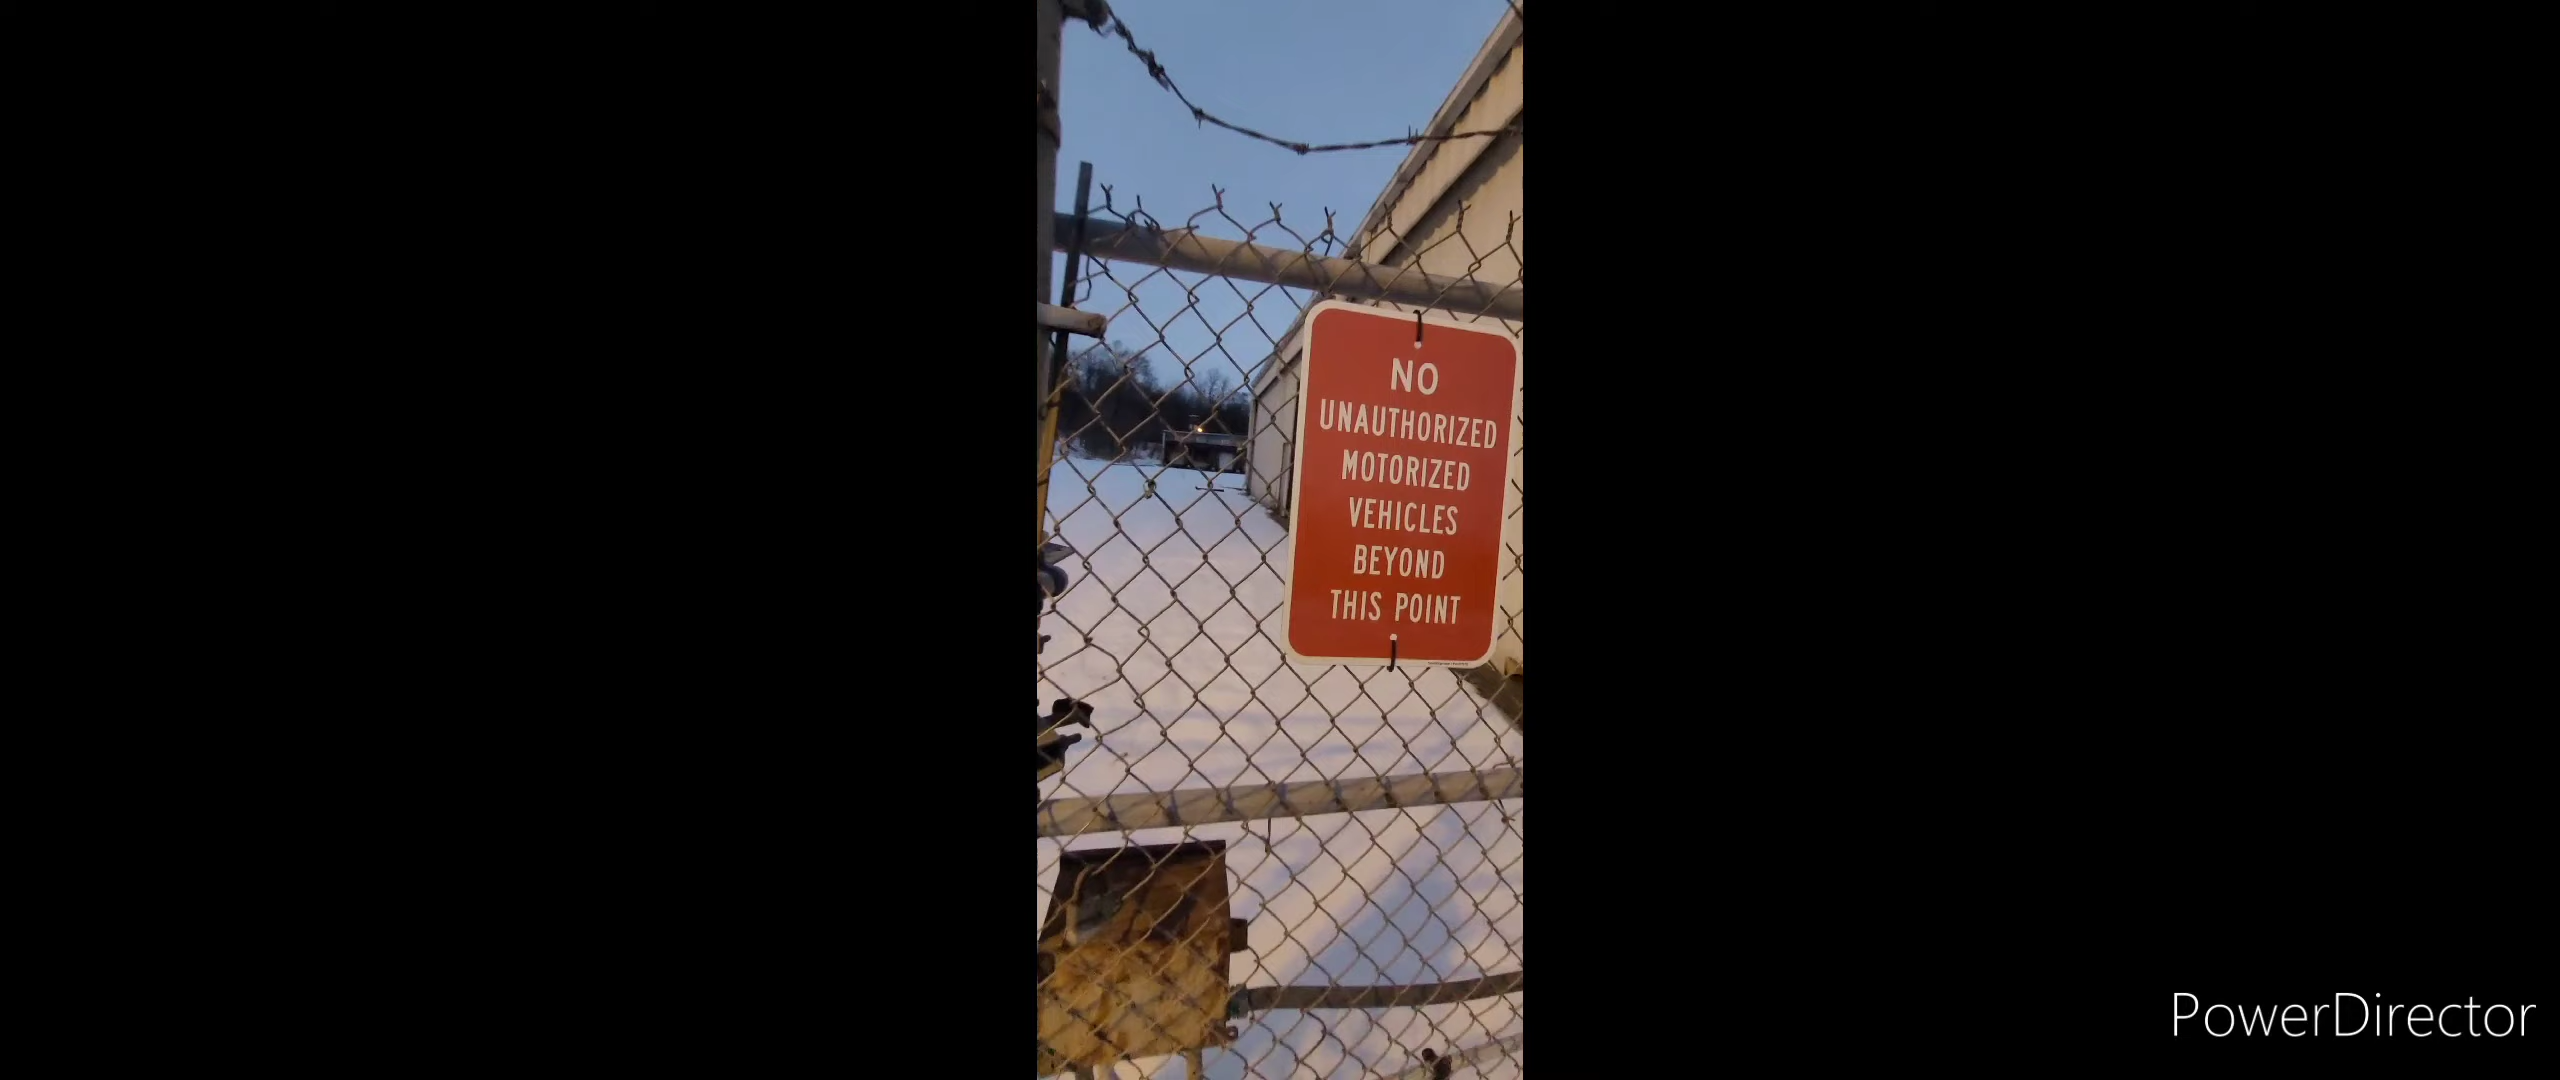 NO
UNAUTHORIZED
MOTORIZED
VEHICLES
BEYOND
THIS POINT
PowerDirector